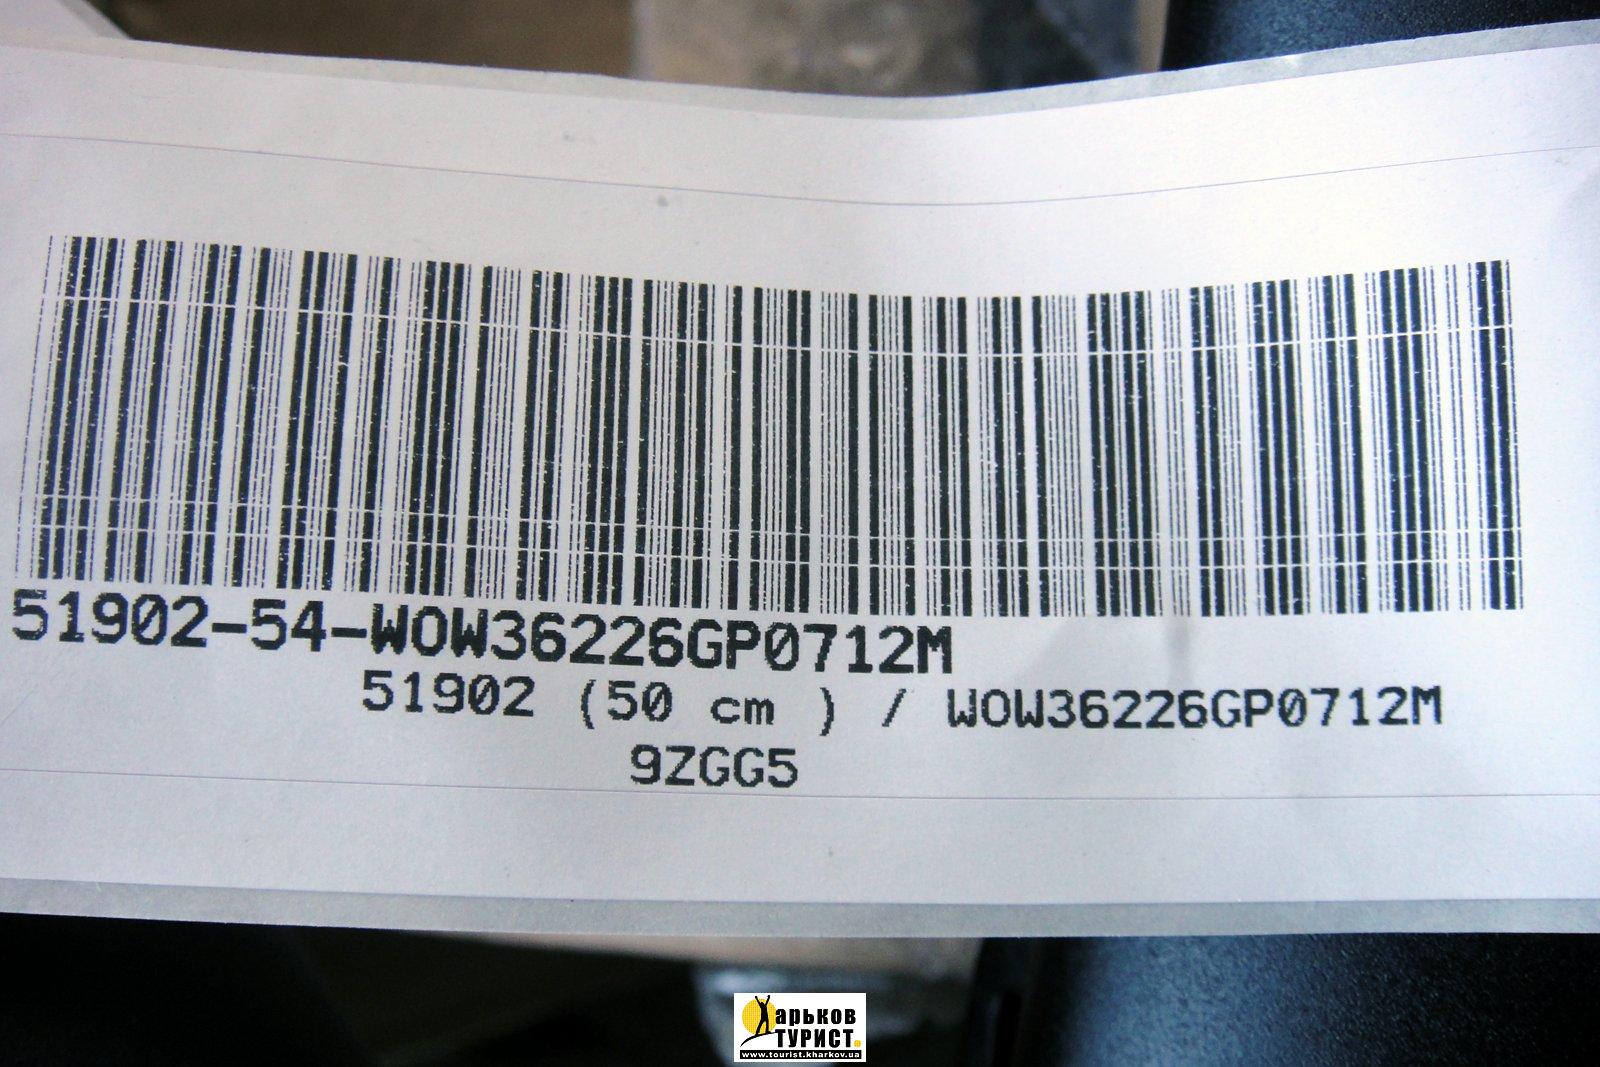 51902-54-WOW36226GP0712M
51902 (50 cm ) / WOW36226GP0712M
9ZGG5
Харьков
ТУРИСТ.
www.tourist.kharkov.ua